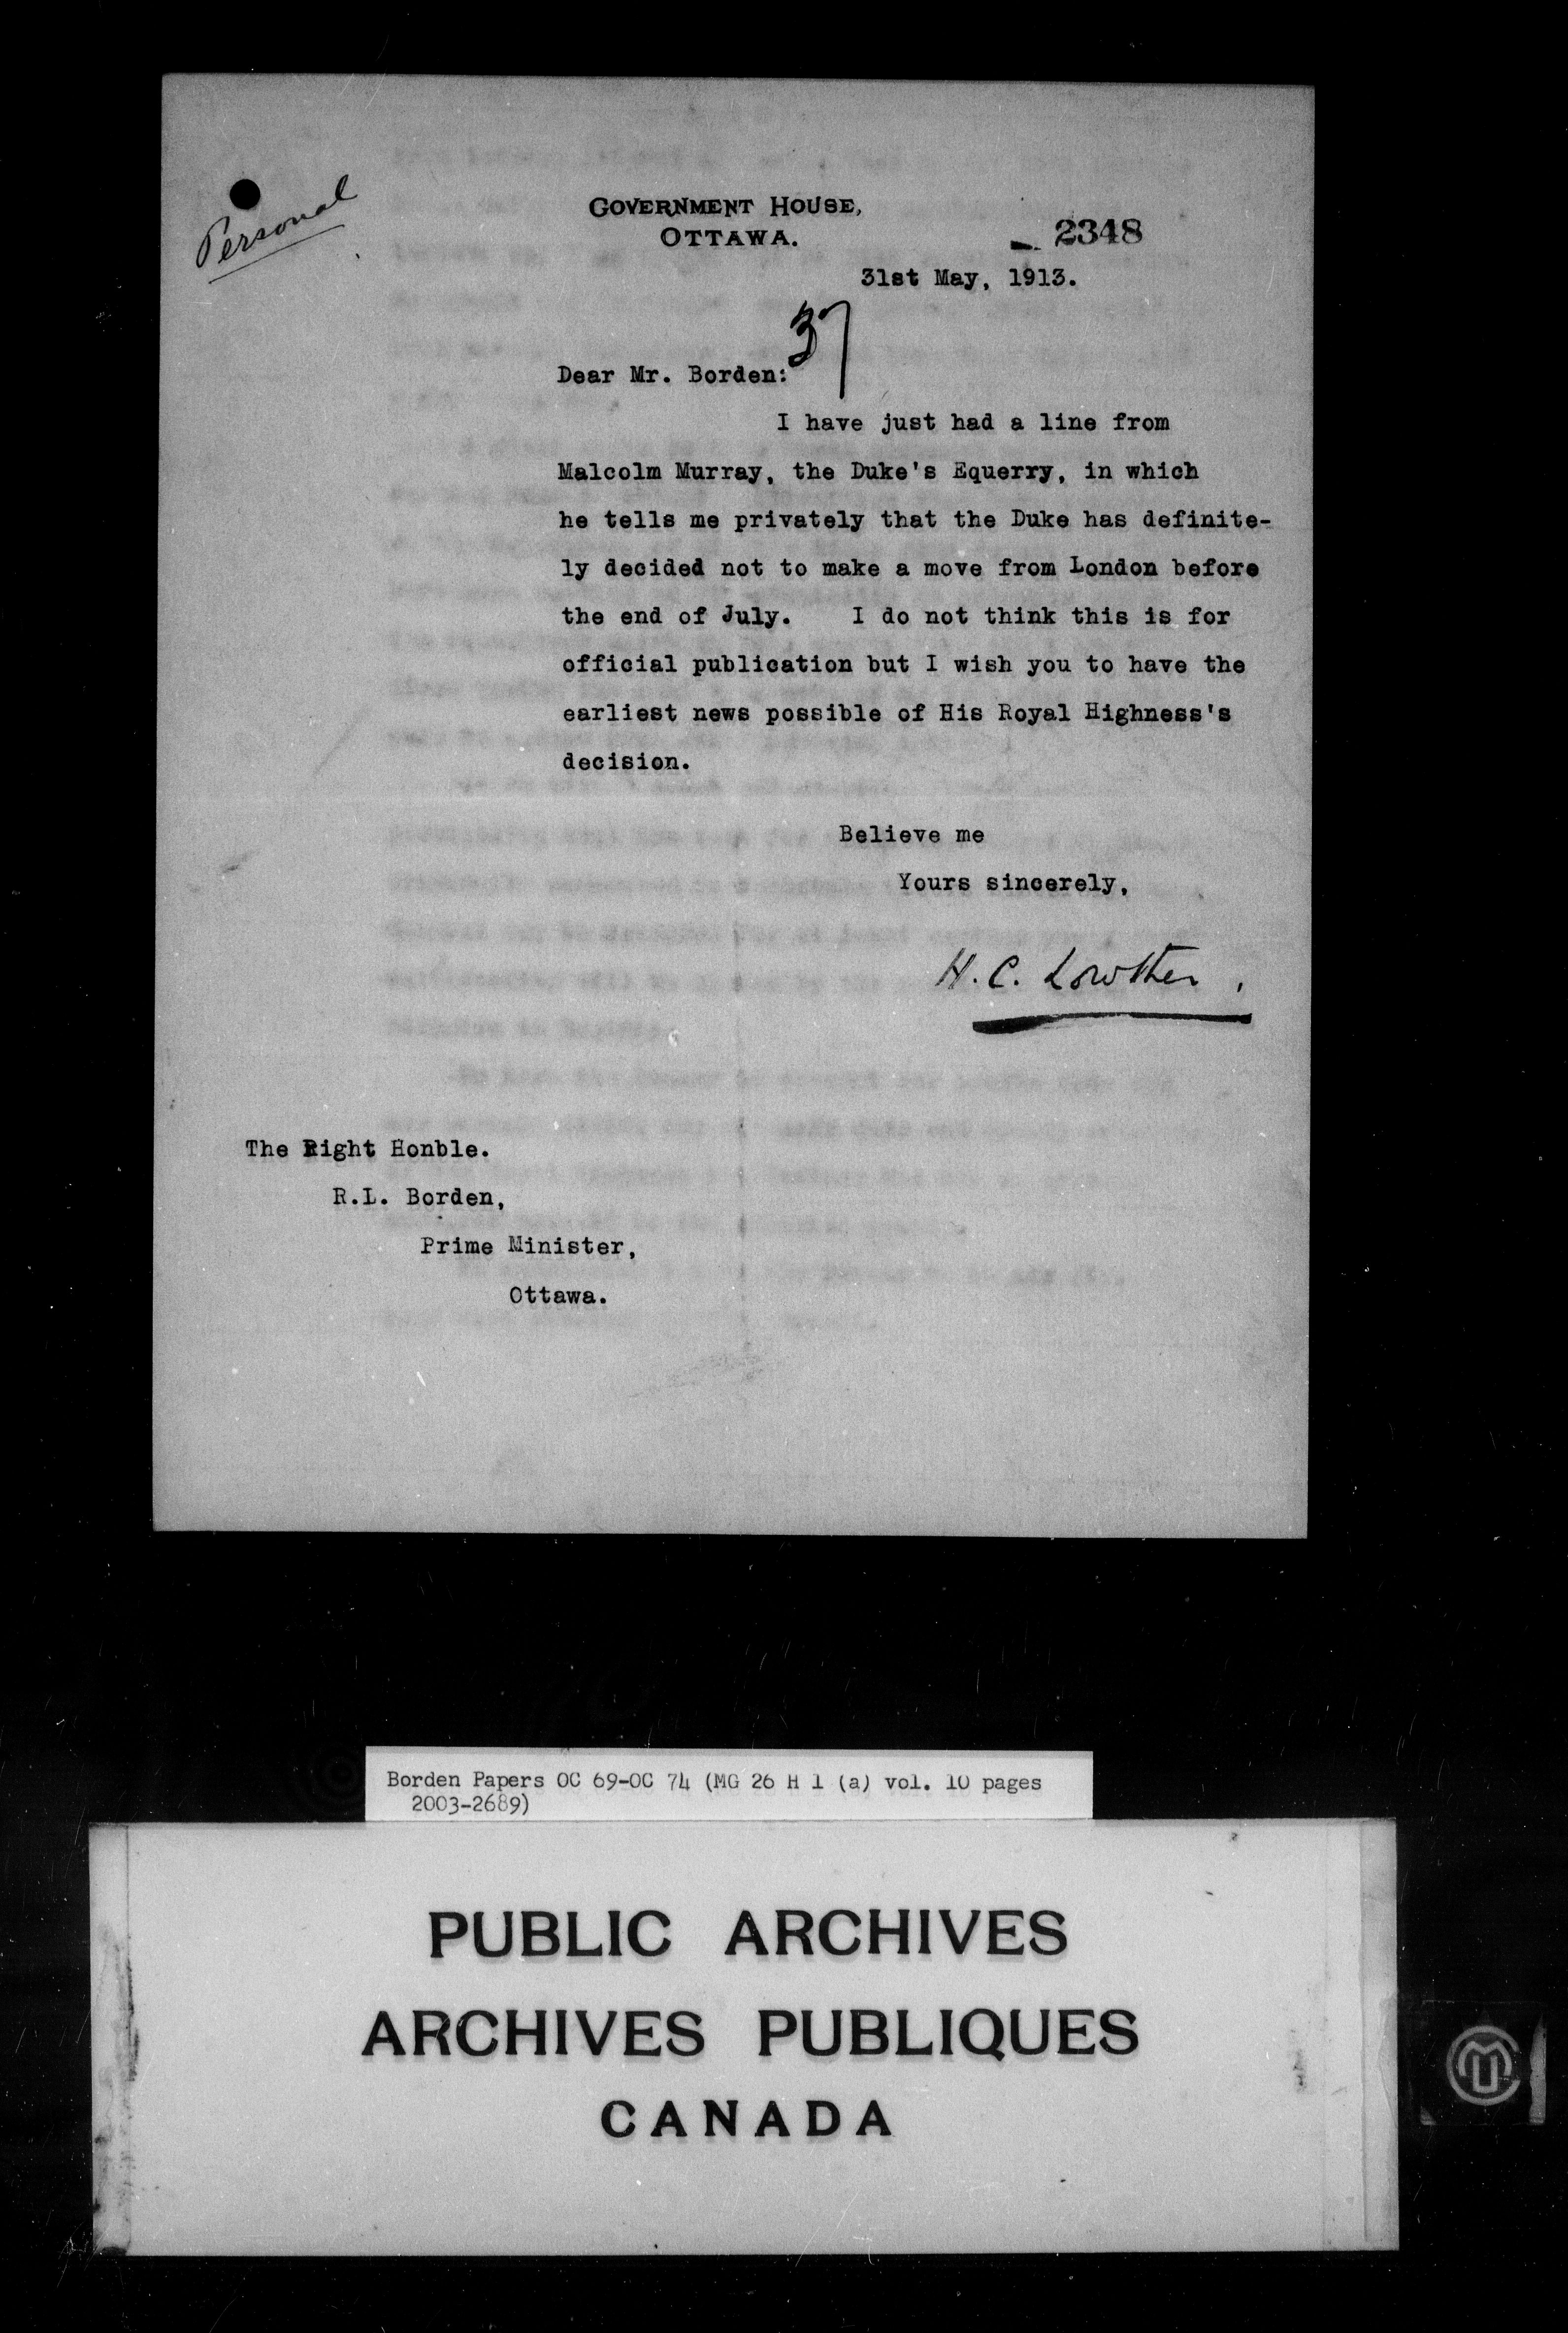 Personal
GOVERNMENT HOUSE,
OTTAWA.
2348
31st May, 1913.
37
Dear Mr. Borden:
I have just had a line from
Malcolm Murray, the Duke's Equerry, in which
he tells me privately that the Duke has definite-
ly decided not to make a move from London before
the end of July. I do not think this is for
official publication but I wish you to have the
earliest news possible of His Royal Highness's
decision.
Believe me
Yours sincerely,
H. C. Lowther.
The Right Honble.
R.L. Borden,
Prime Minister,
Ottawa.
Borden Papers OC 69-OC 74 (MG 26 H 1 (a) vol. 10 pages
2003-2689)
PUBLIC ARCHIVES
ARCHIVES PUBLIQUES
CANADA